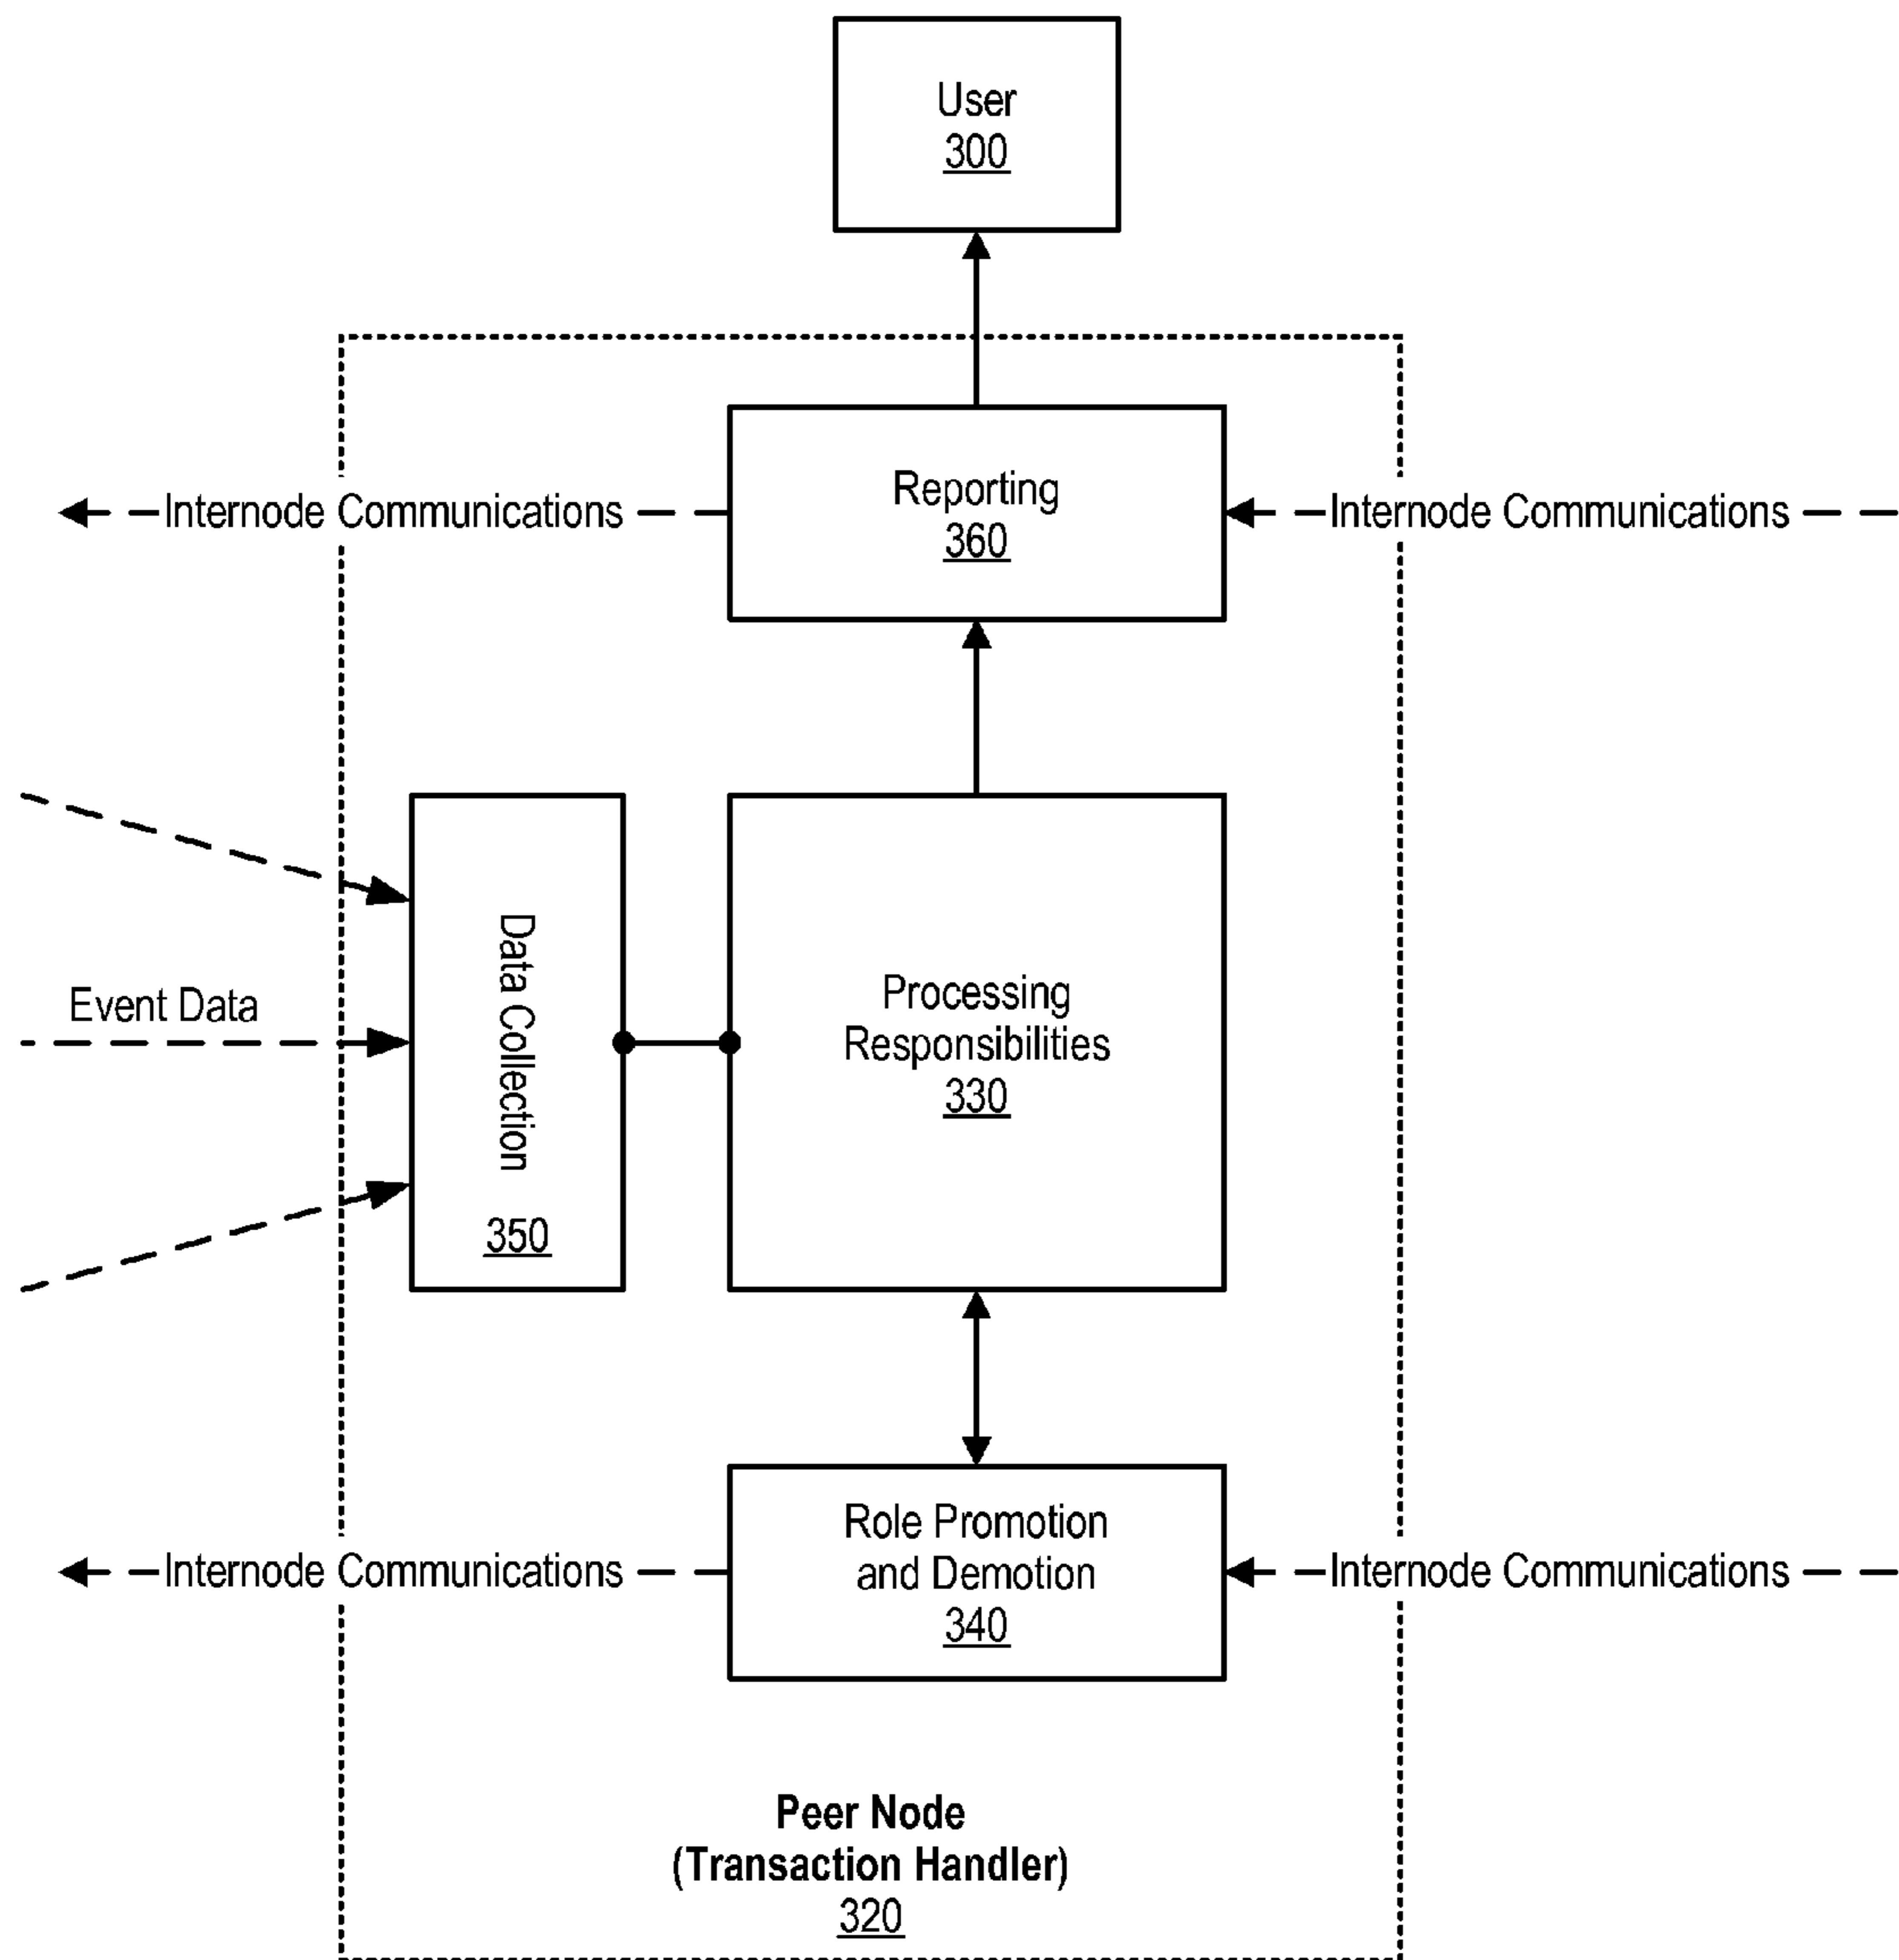 User
300
Internode Communications
Reporting
360
Internode Communications
Event Data
Data Collection
350
Processing
Responsibilities
330
Internode Communications
Role Promotion
and Demotion
340
Internode Communications
Peer Node
(Transaction Handler)
320